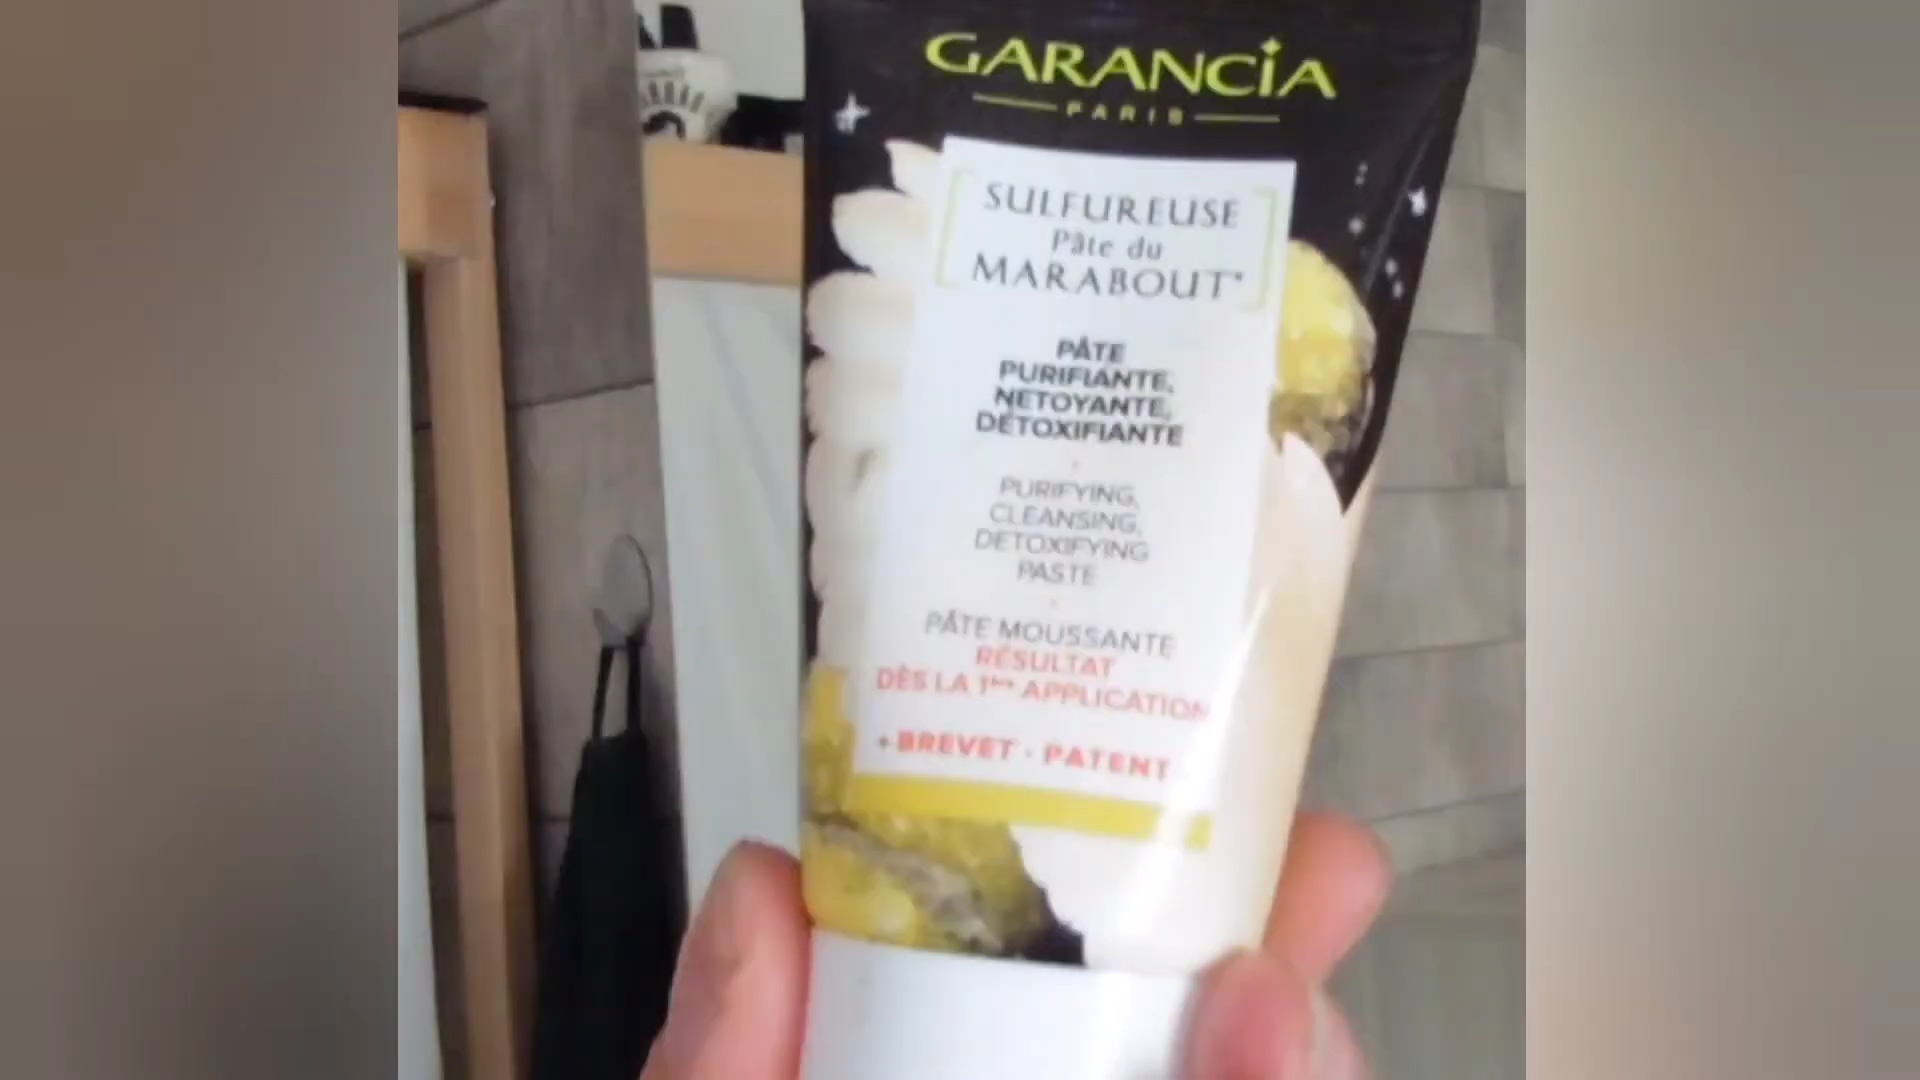 GARANCIA
PARIS
SULFUREUSE
Pâte du
MARABOUT*
PÂTE
PURIFIANTE,
NETOYANTE,
DÉTOXIFIANTE
PURIFYING,
CLEANSING,
DETOXIFYING
PASTE
PÂTE MOUSSANTE
RÉSULTAT
DÈS LA 1ère APPLICATION
+ BREVET · PATENT